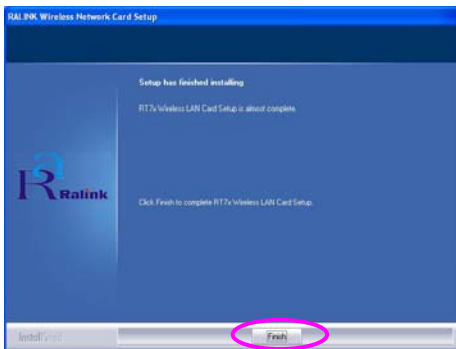 RALINK Wireless Network Card Setup
Setup has finished installing
RT7x Wireless LAN Card Setup is almost complete.
Ralink
Click Finish to complete RT7x Wireless LAN Card Setup.
Finish